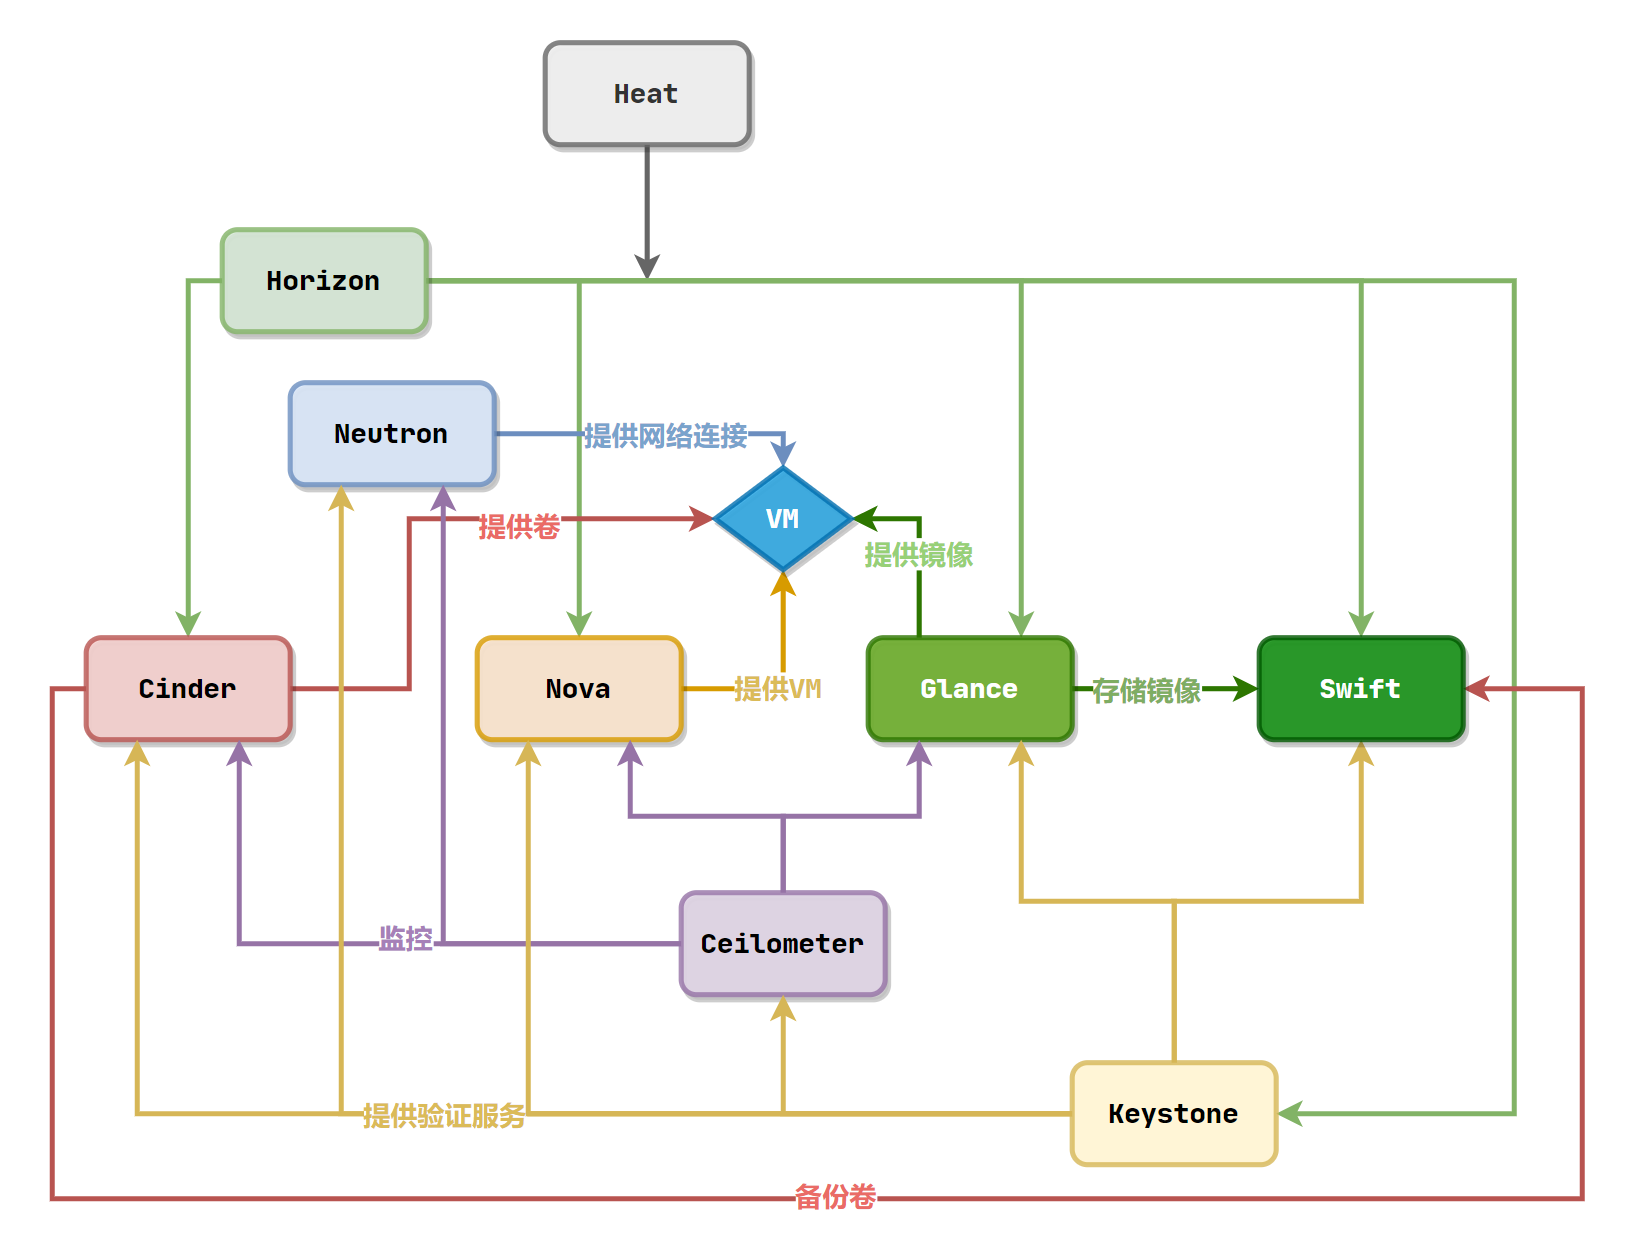 Heat
Horizon
Neutron
提供网络连接
提供卷
VM
提供镜像
Cinder
Nova
提供VM
Glance
存储镜像
Swift
监控
Ceilometer
提供验证服务
Keystone
备份卷